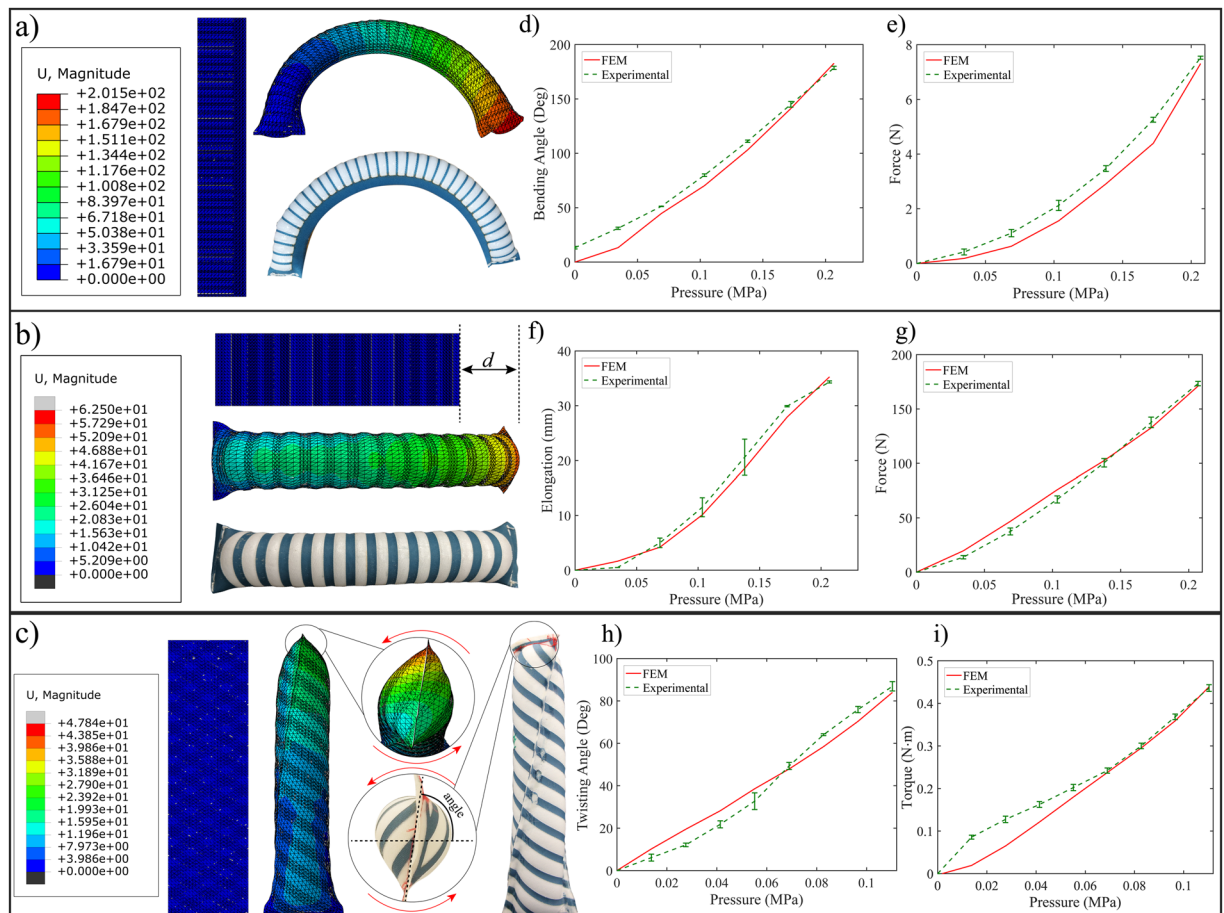 a)
U, Magnitude
+2.015e+02
+1.847e+02
+1.679e+02
+1.511e+02
+1.344e+02
+1.176e+02
+1.008e+02
+8.397e+01
+6.718e+01
+5.038e+01
+3.359e+01
+1.679e+01
+0.000e+00
d)
FEM
Experimental
200
150
100
50
0
Bending Angle (Deg)
0
0.05
0.1
0.15
0.2
Pressure (MPa)
e)
FEM
Experimental
8
6
4
2
0
Force (N)
0
0.05
0.1
0.15
0.2
Pressure (MPa)
b)
U, Magnitude
+6.250e+01
+5.729e+01
+5.209e+01
+4.688e+01
+4.167e+01
+3.646e+01
+3.125e+01
+2.604e+01
+2.083e+01
+1.563e+01
+1.042e+01
+5.209e+00
+0.000e+00
d
f)
FEM
Experimental
40
30
20
10
0
Elongation (mm)
0
0.05
0.1
0.15
0.2
Pressure (MPa)
g)
FEM
Experimental
200
150
100
50
0
Force (N)
0
0.05
0.1
0.15
0.2
Pressure (MPa)
c)
U, Magnitude
+4.784e+01
+4.385e+01
+3.986e+01
+3.588e+01
+3.189e+01
+2.790e+01
+2.392e+01
+1.993e+01
+1.595e+01
+1.196e+01
+7.973e+00
+3.986e+00
+0.000e+00
angle
h)
FEM
Experimental
100
80
60
40
20
0
Twisting Angle (Deg)
0
0.02
0.04
0.06
0.08
0.1
Pressure (MPa)
i)
FEM
Experimental
0.5
0.4
0.3
0.2
0.1
0
Torque (N·m)
0
0.02
0.04
0.06
0.08
0.1
Pressure (MPa)